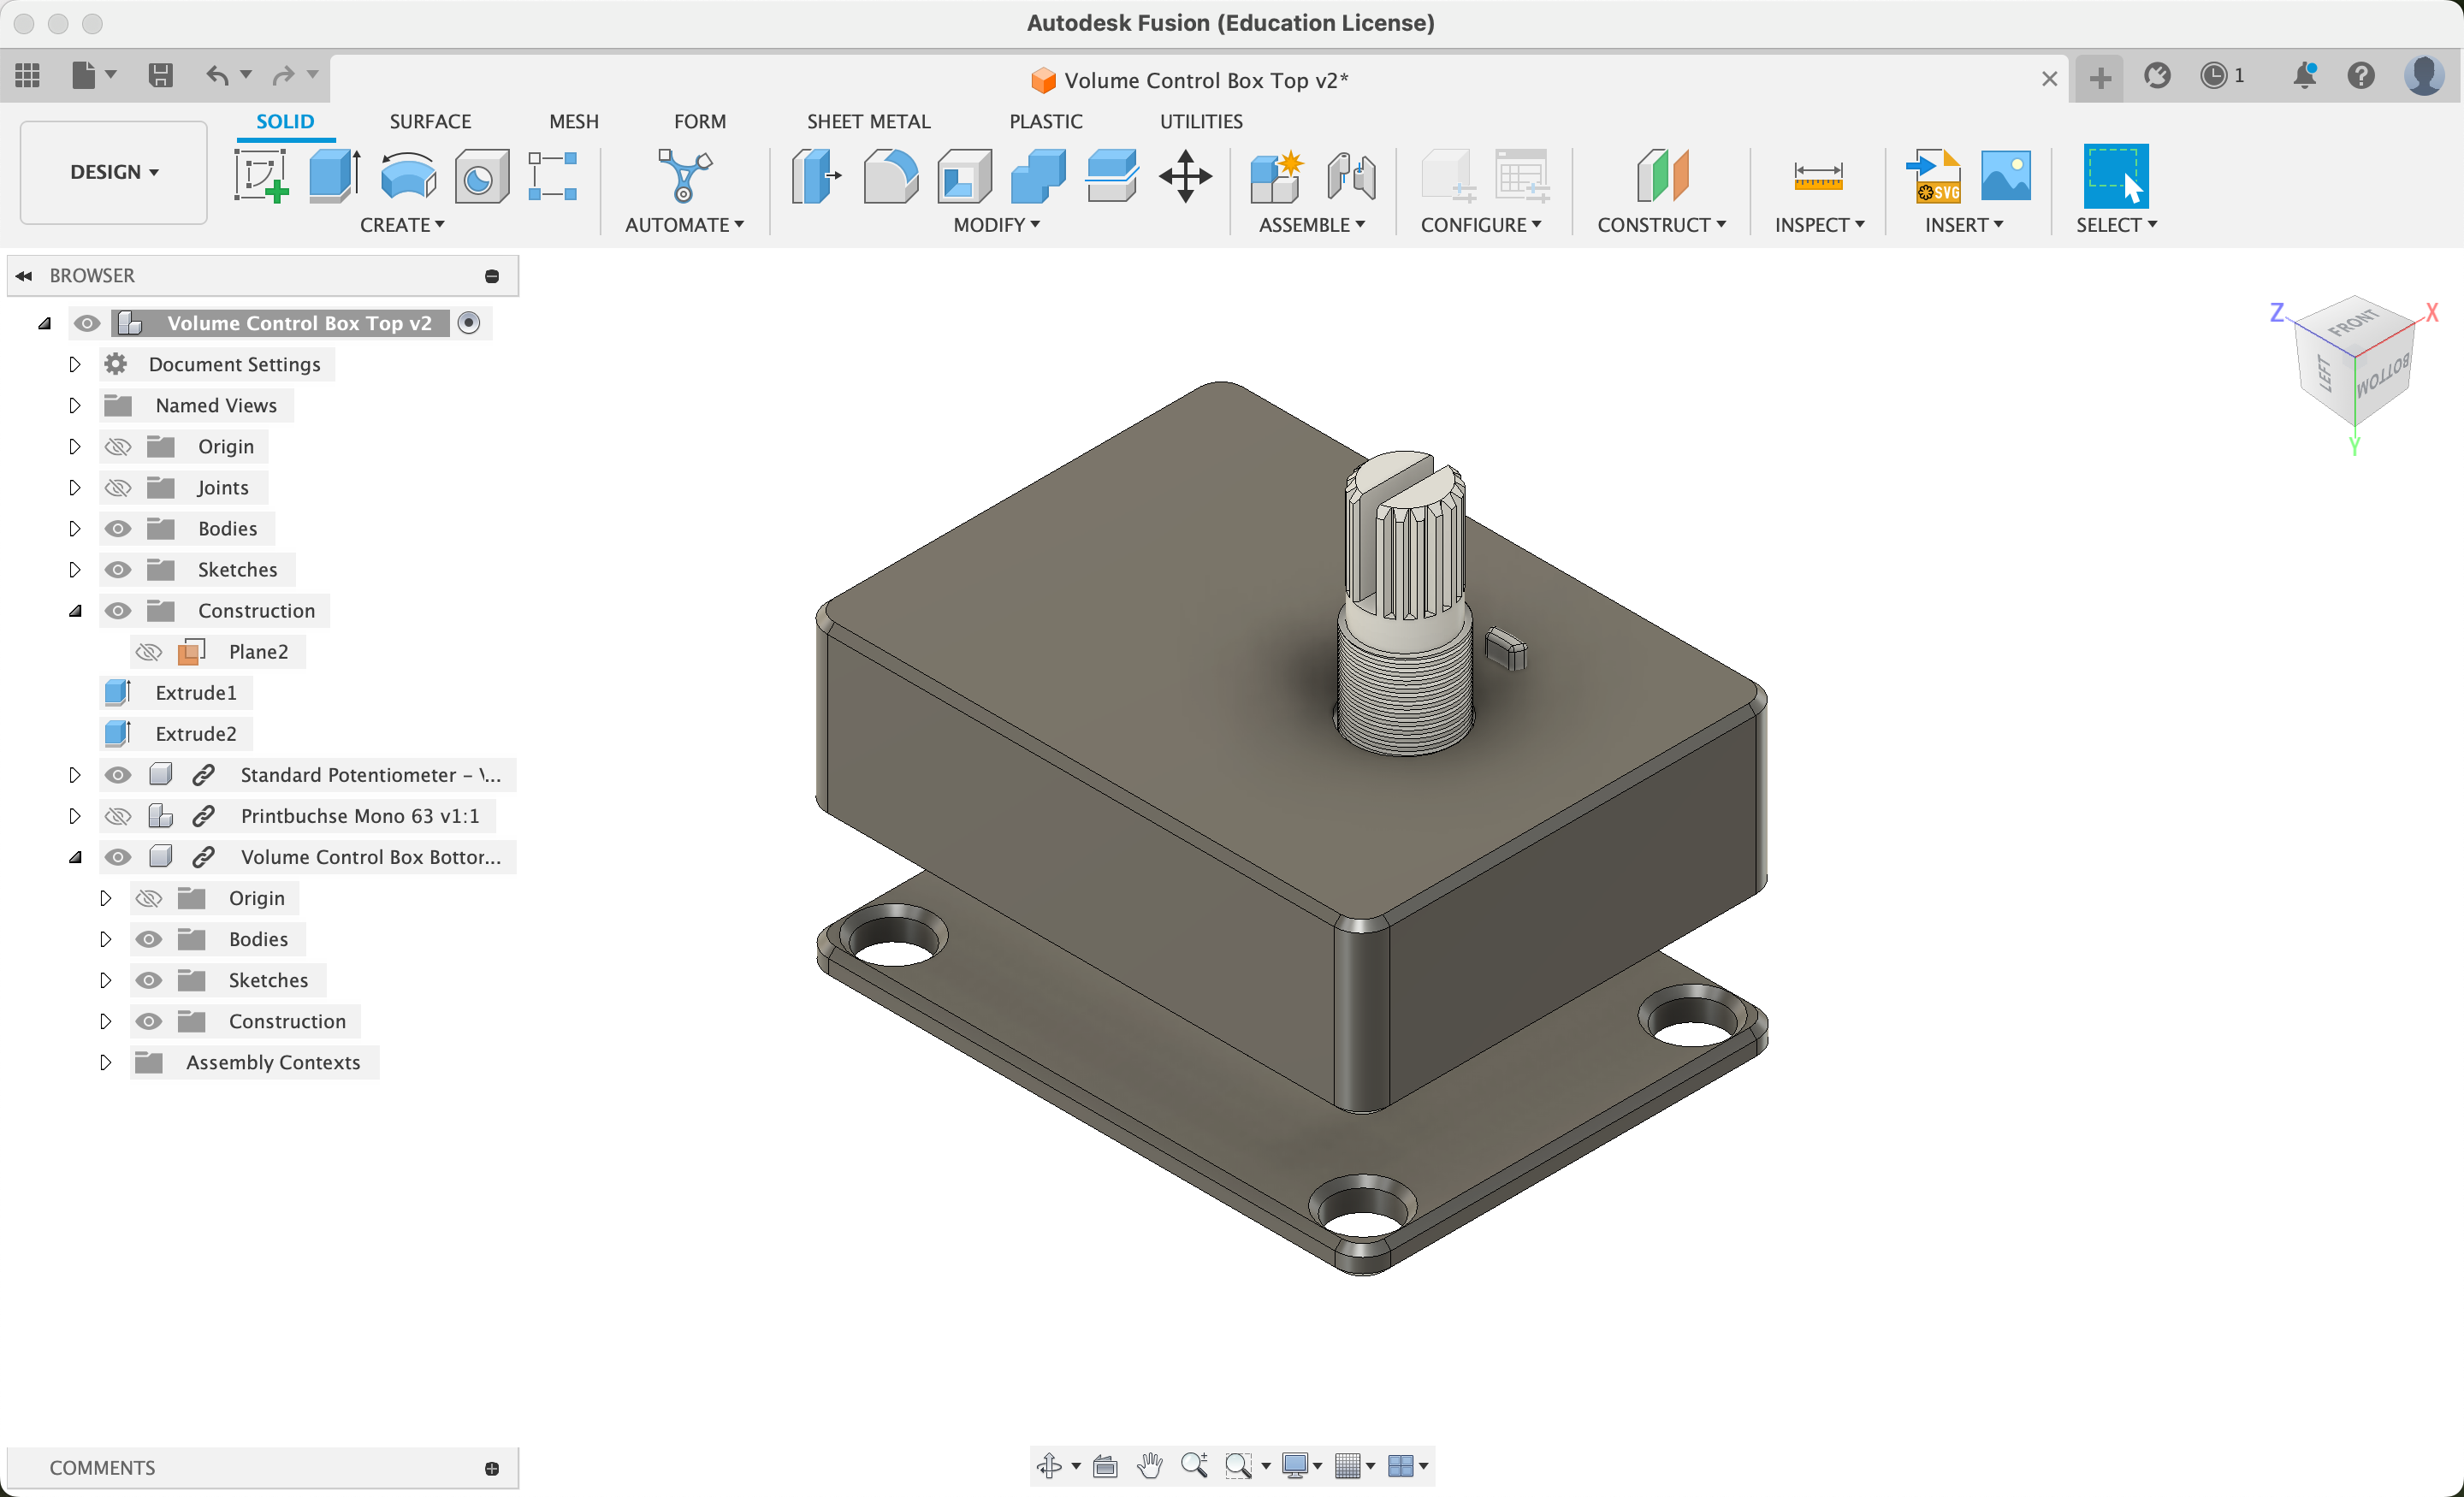 Autodesk Fusion (Education License)
Volume Control Box Top v2*
1
SOLID SURFACE MESH FORM SHEET METAL PLASTIC UTILITIES
DESIGN
SVG
CREATE AUTOMATE MODIFY ASSEMBLE CONFIGURE CONSTRUCT INSPECT INSERT SELECT
BROWSER
Volume Control Box Top v2
Document Settings
Named Views
Origin
Joints
Bodies
Sketches
Construction
Plane2
Extrude1
Extrude2
Standard Potentiometer – \...
Printbuchse Mono 63 v1:1
Volume Control Box Bottor...
Origin
Bodies
Sketches
Construction
Assembly Contexts
Z
X
FRONT
LEFT
BOTTOM
Y
COMMENTS